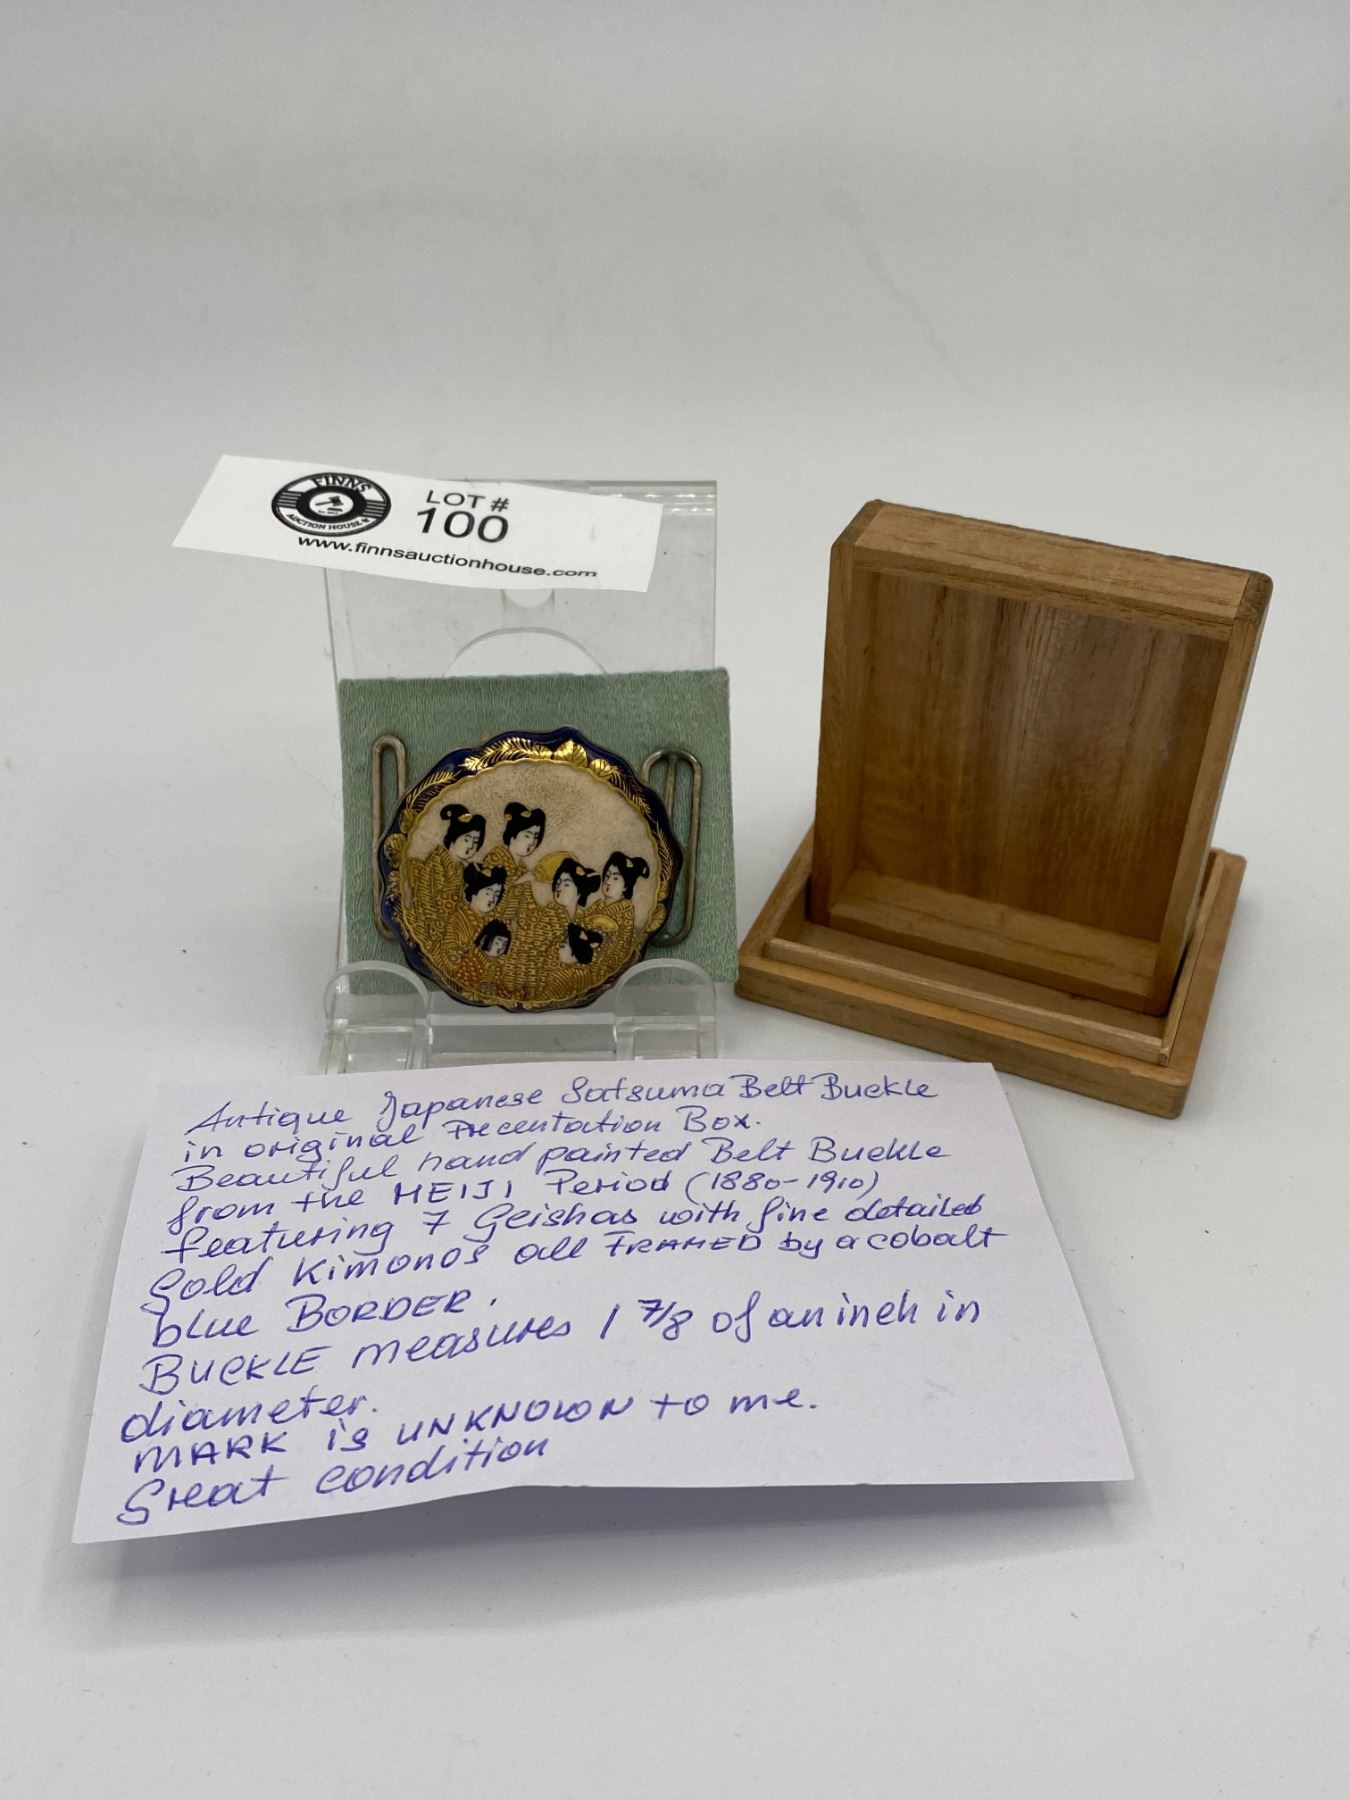 FINNS
AUCTION HOUSE
LOT #
100
www.finnsauctionhouse.com
Antique Japanese Satsuma Belt Buckle
in original Precentation Box.
Beautiful hand painted Belt Buckle
from the MEIJI Period (1880-1910)
featuring 7 Geishas with fine detailed
Gold Kimonos all FRAMED by a cobalt
blue BORDER.
BUCKLE measures 1 7/8 of an inch in
diameter.
MARK is UNKNOWN to me.
Great condition